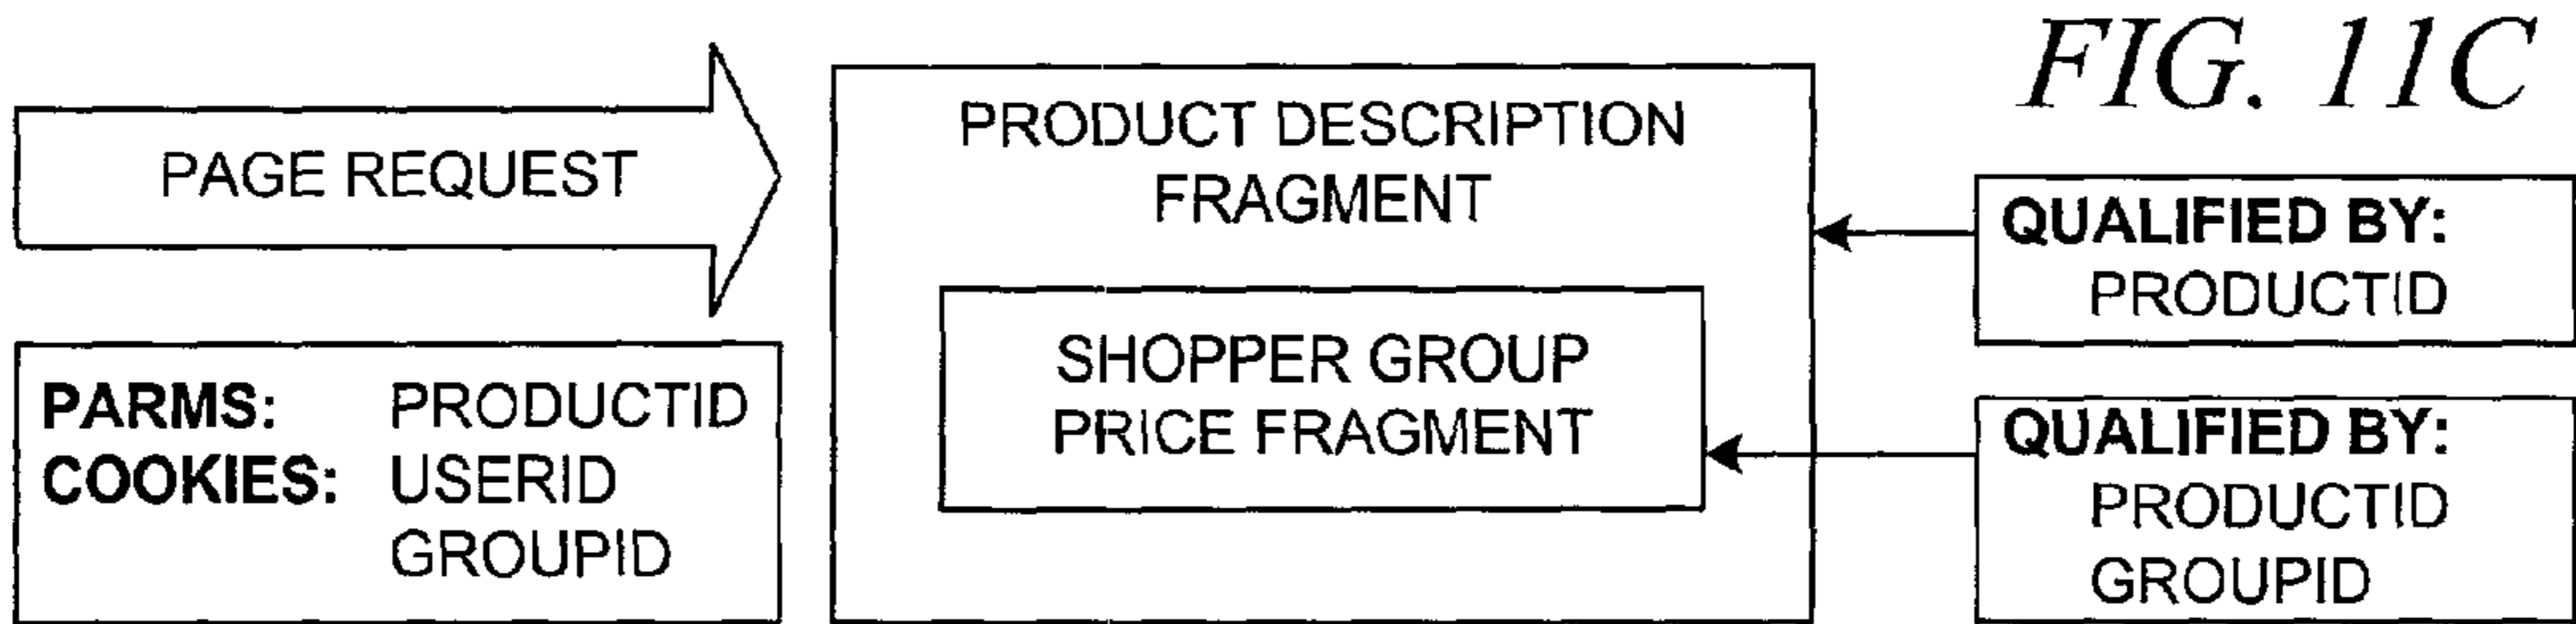 FIG. 11C
PAGE REQUEST
PARMS: PRODUCTID
COOKIES: USERID
GROUPID
PRODUCT DESCRIPTION
FRAGMENT
SHOPPER GROUP
PRICE FRAGMENT
QUALIFIED BY:
PRODUCTID
QUALIFIED BY:
PRODUCTID
GROUPID